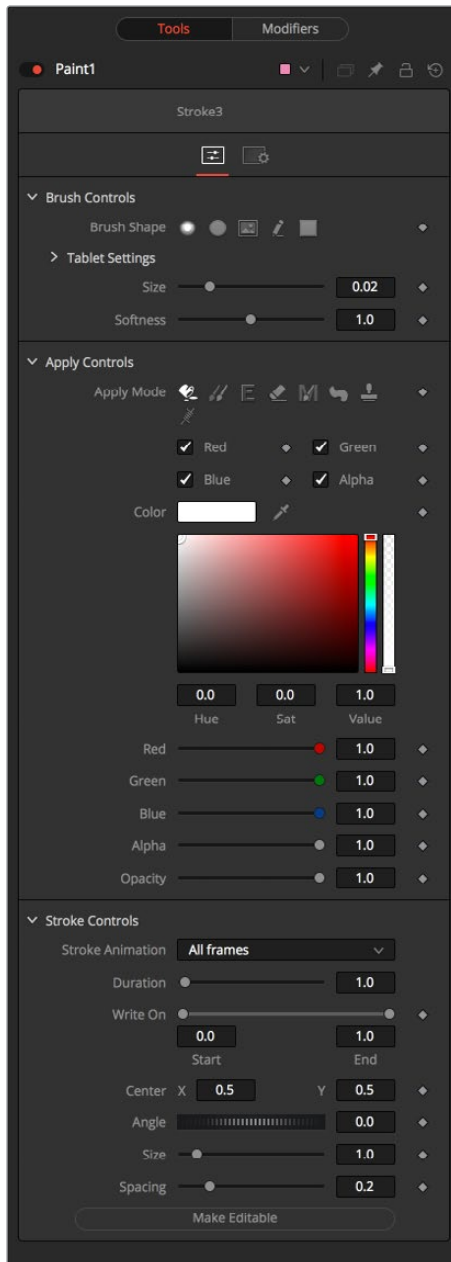 Tools Modifiers
Paint1
Stroke3
Brush Controls
Brush Shape
Tablet Settings
Size 0.02
Softness 1.0
Apply Controls
Apply Mode
Red Green
Blue Alpha
Color
0.0 0.0 1.0
Hue Sat Value
Red 1.0
Green 1.0
Blue 1.0
Alpha 1.0
Opacity 1.0
Stroke Controls
Stroke Animation All frames
Duration 1.0
Write On
0.0 1.0
Start End
Center X 0.5 Y 0.5
Angle 0.0
Size 1.0
Spacing 0.2
Make Editable